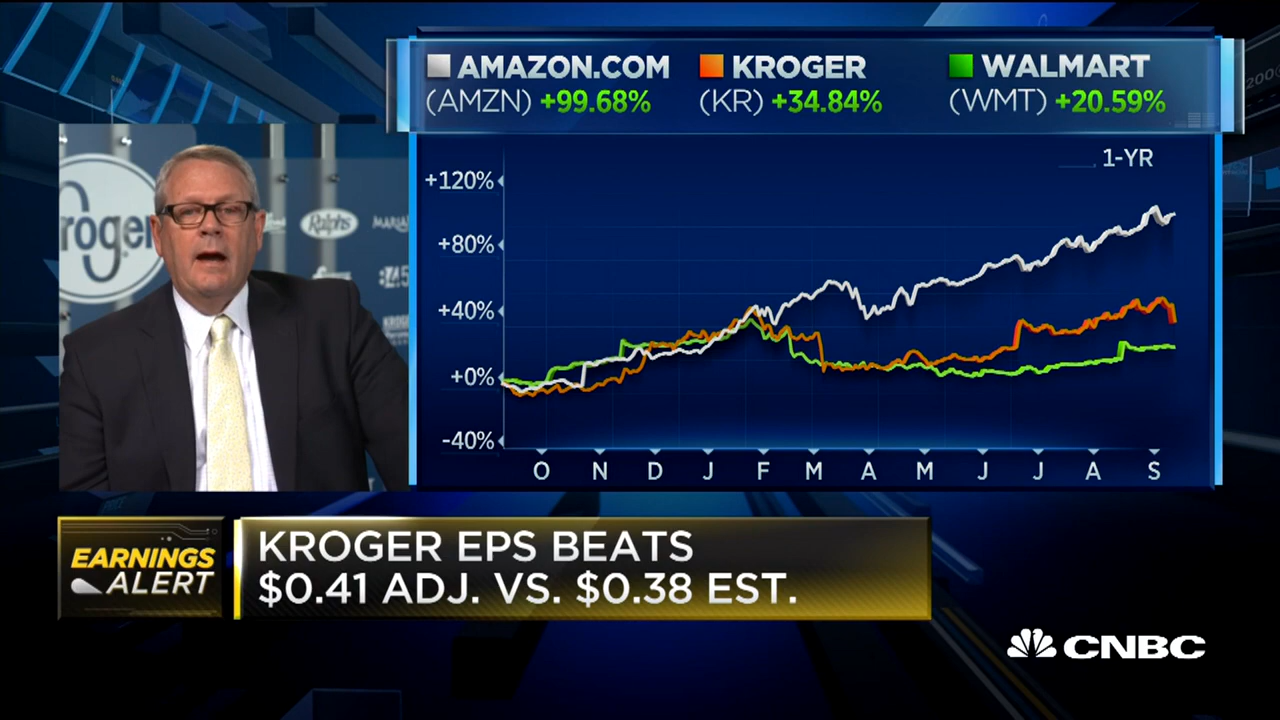 AMAZON.COM
(AMZN) +99.68%
KROGER
(KR) +34.84%
WALMART
(WMT) +20.59%
1-YR
+120%
+80%
+40%
+0%
-40%
O N D J F M A M J J A S
Kroger
Ralphs
EARNINGS
ALERT
KROGER EPS BEATS
$0.41 ADJ. VS. $0.38 EST.
CNBC